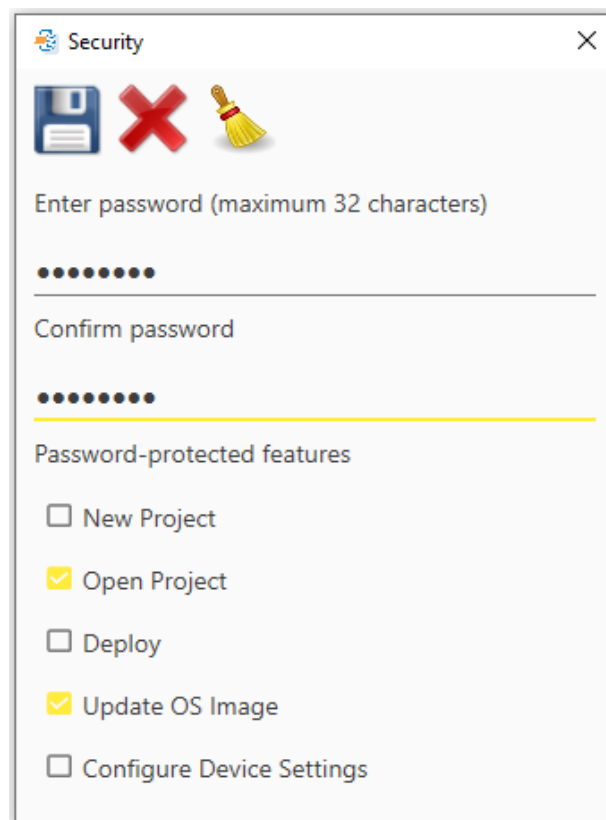 Security
Enter password (maximum 32 characters)
••••••••
Confirm password
••••••••
Password-protected features
New Project
Open Project
Deploy
Update OS Image
Configure Device Settings